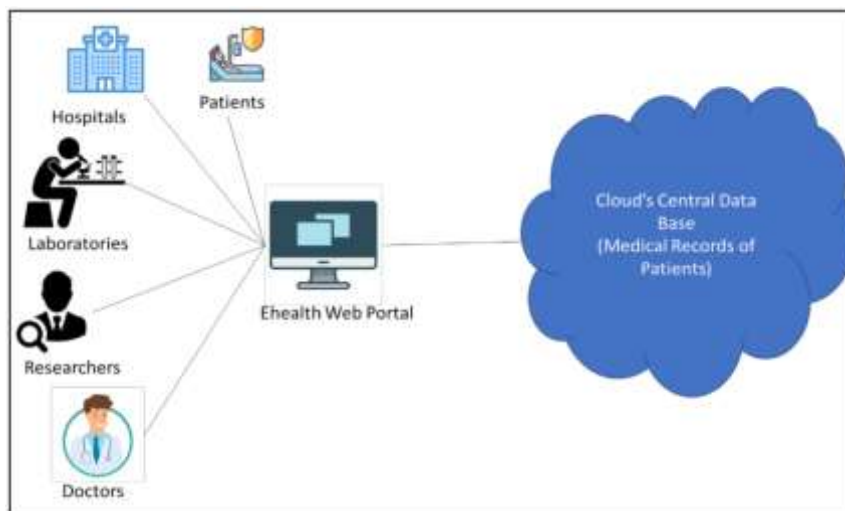 Hospitals
Patients
Laboratories
Researchers
Doctors
Ehealth Web Portal
Cloud's Central Data
Base
(Medical Records of
Patients)